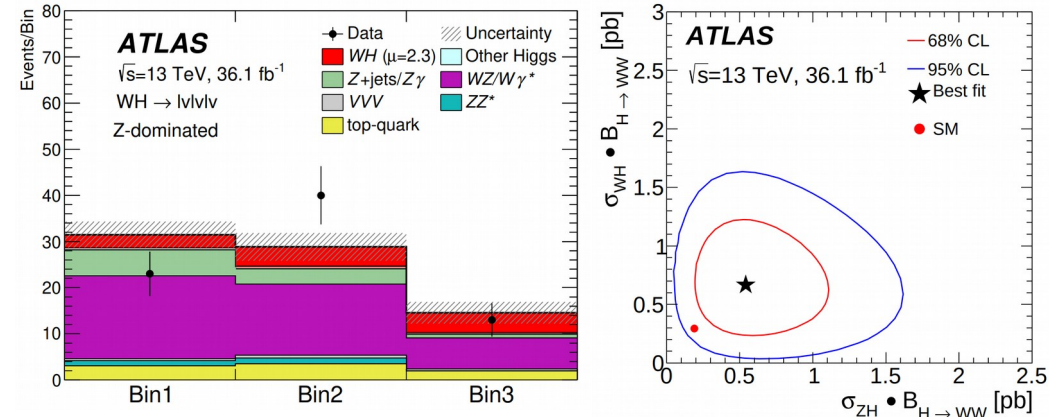 Events/Bin
80
70
60
50
40
30
20
10
0
ATLAS
√s=13 TeV, 36.1 fb⁻¹
WH → lνlνlν
Z-dominated
Data
Uncertainty
WH (μ=2.3)
Other Higgs
Z+jets/Zγ
WZ/Wγ*
VVV
ZZ*
top-quark
Bin1 Bin2 Bin3
σ_WH • B_H→WW [pb]
3
2.5
2
1.5
1
0.5
0
ATLAS
√s=13 TeV, 36.1 fb⁻¹
68% CL
95% CL
Best fit
SM
0 0.5 1 1.5 2 2.5
σ_ZH • B_H→WW [pb]